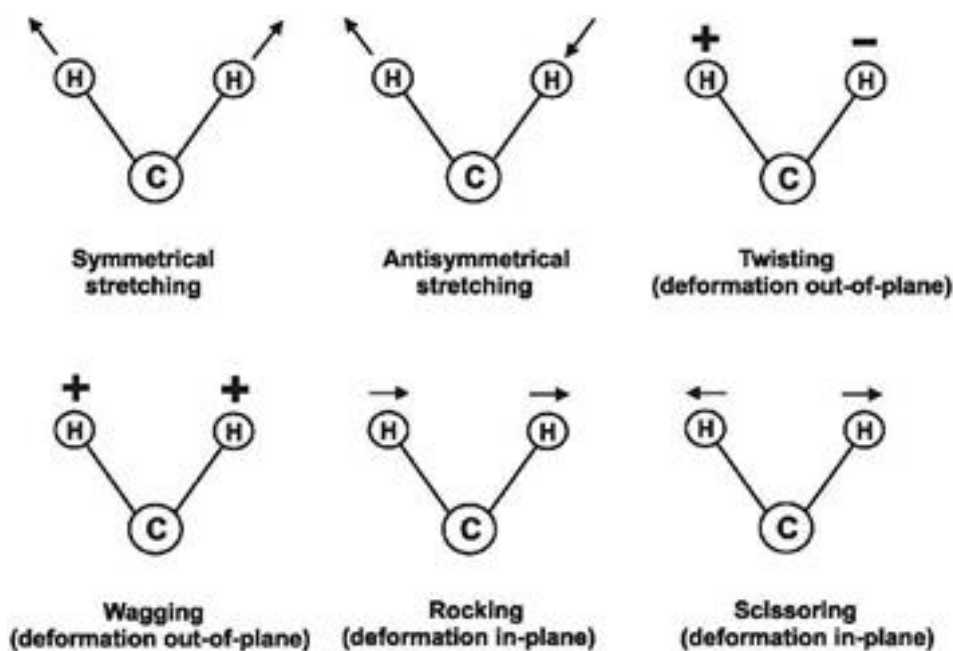 H H H H + −
H H
C C C
Symmetrical Antisymmetrical Twisting
stretching stretching (deformation out-of-plane)
+ +
H H H H H H
C C C
Wagging Rocking Scissoring
(deformation out-of-plane) (deformation in-plane) (deformation in-plane)